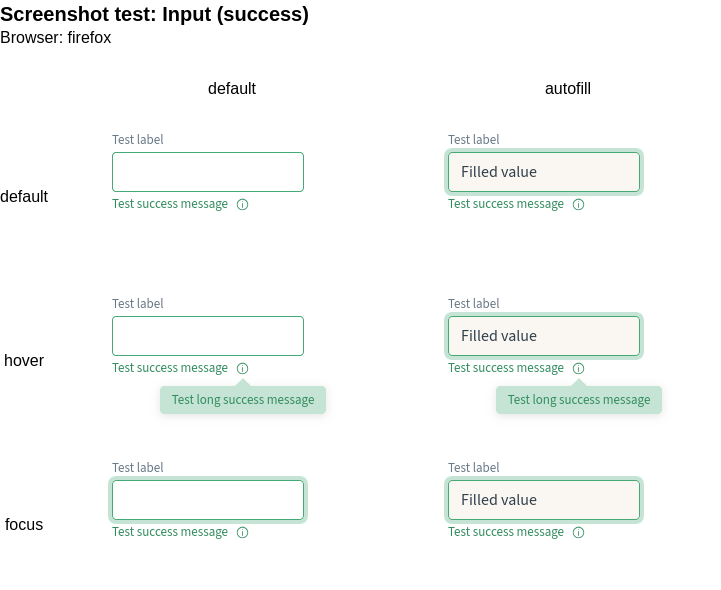 Screenshot test: Input (success)
Browser: firefox
default autofill
Test label Test label
Filled value
default
Test success message Test success message
Test label Test label
Filled value
hover
Test success message Test success message
Test long success message Test long success message
Test label Test label
Filled value
focus
Test success message Test success message